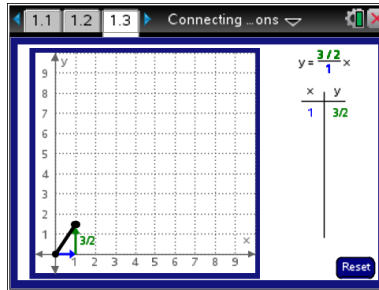 1.1 1.2 1.3 Connecting ...ons
y
9
8
7
6
5
4
3
2
1
3/2
x
1 2 3 4 5 6 7 8 9
y = 3/2 / 1 x
x y
1 3/2
Reset